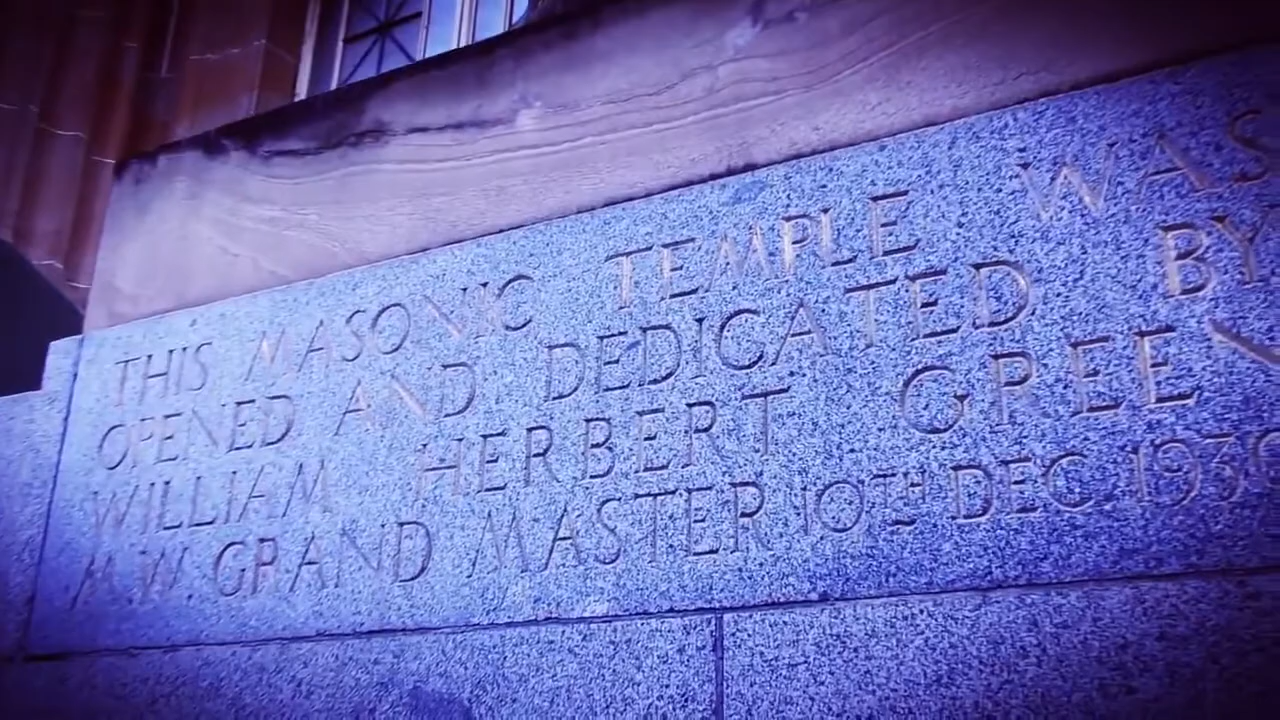 THIS MASONIC TEMPLE WAS
OPENED AND DEDICATED BY
WILLIAM HERBERT GREEN
M.W GRAND MASTER 10TH DEC 1930